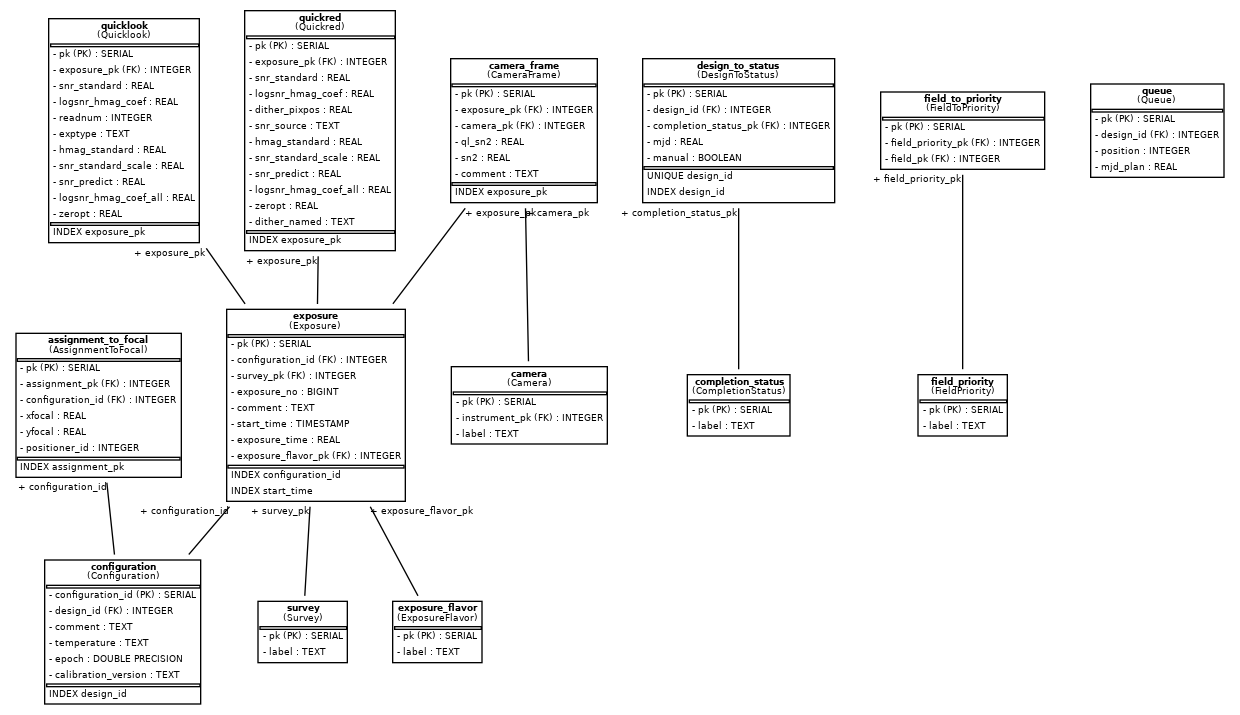 quicklook
(Quicklook)
- pk (PK) : SERIAL
- exposure_pk (FK) : INTEGER
- snr_standard : REAL
- logsnr_hmag_coef : REAL
- readnum : INTEGER
- exptype : TEXT
- hmag_standard : REAL
- snr_standard_scale : REAL
- snr_predict : REAL
- logsnr_hmag_coef_all : REAL
- zeropt : REAL
INDEX exposure_pk
+ exposure_pk
quickred
(Quickred)
- pk (PK) : SERIAL
- exposure_pk (FK) : INTEGER
- snr_standard : REAL
- logsnr_hmag_coef : REAL
- dither_pixpos : REAL
- snr_source : TEXT
- hmag_standard : REAL
- snr_standard_scale : REAL
- snr_predict : REAL
- logsnr_hmag_coef_all : REAL
- zeropt : REAL
- dither_named : TEXT
INDEX exposure_pk
+ exposure_pk
camera_frame
(CameraFrame)
- pk (PK) : SERIAL
- exposure_pk (FK) : INTEGER
- camera_pk (FK) : INTEGER
- ql_sn2 : REAL
- sn2 : REAL
- comment : TEXT
INDEX exposure_pk
+ exposure_pk
+ camera_pk
design_to_status
(DesignToStatus)
- pk (PK) : SERIAL
- design_id (FK) : INTEGER
- completion_status_pk (FK) : INTEGER
- mjd : REAL
- manual : BOOLEAN
UNIQUE design_id
INDEX design_id
+ completion_status_pk
field_to_priority
(FieldToPriority)
- pk (PK) : SERIAL
- field_priority_pk (FK) : INTEGER
- field_pk (FK) : INTEGER
+ field_priority_pk
queue
(Queue)
- pk (PK) : SERIAL
- design_id (FK) : INTEGER
- position : INTEGER
- mjd_plan : REAL
assignment_to_focal
(AssignmentToFocal)
- pk (PK) : SERIAL
- assignment_pk (FK) : INTEGER
- configuration_id (FK) : INTEGER
- xfocal : REAL
- yfocal : REAL
- positioner_id : INTEGER
INDEX assignment_pk
+ configuration_id
exposure
(Exposure)
- pk (PK) : SERIAL
- configuration_id (FK) : INTEGER
- survey_pk (FK) : INTEGER
- exposure_no : BIGINT
- comment : TEXT
- start_time : TIMESTAMP
- exposure_time : REAL
- exposure_flavor_pk (FK) : INTEGER
INDEX configuration_id
INDEX start_time
+ configuration_id
+ survey_pk
+ exposure_flavor_pk
camera
(Camera)
- pk (PK) : SERIAL
- instrument_pk (FK) : INTEGER
- label : TEXT
completion_status
(CompletionStatus)
- pk (PK) : SERIAL
- label : TEXT
field_priority
(FieldPriority)
- pk (PK) : SERIAL
- label : TEXT
configuration
(Configuration)
- configuration_id (PK) : SERIAL
- design_id (FK) : INTEGER
- comment : TEXT
- temperature : TEXT
- epoch : DOUBLE PRECISION
- calibration_version : TEXT
INDEX design_id
survey
(Survey)
- pk (PK) : SERIAL
- label : TEXT
exposure_flavor
(ExposureFlavor)
- pk (PK) : SERIAL
- label : TEXT